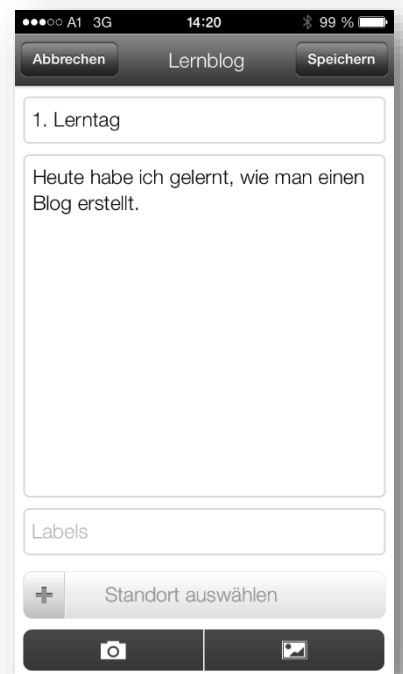 A1 3G 14:20 99 %
Abbrechen Lernblog Speichern
1. Lerntag
Heute habe ich gelernt, wie man einen
Blog erstellt.
Labels
Standort auswählen